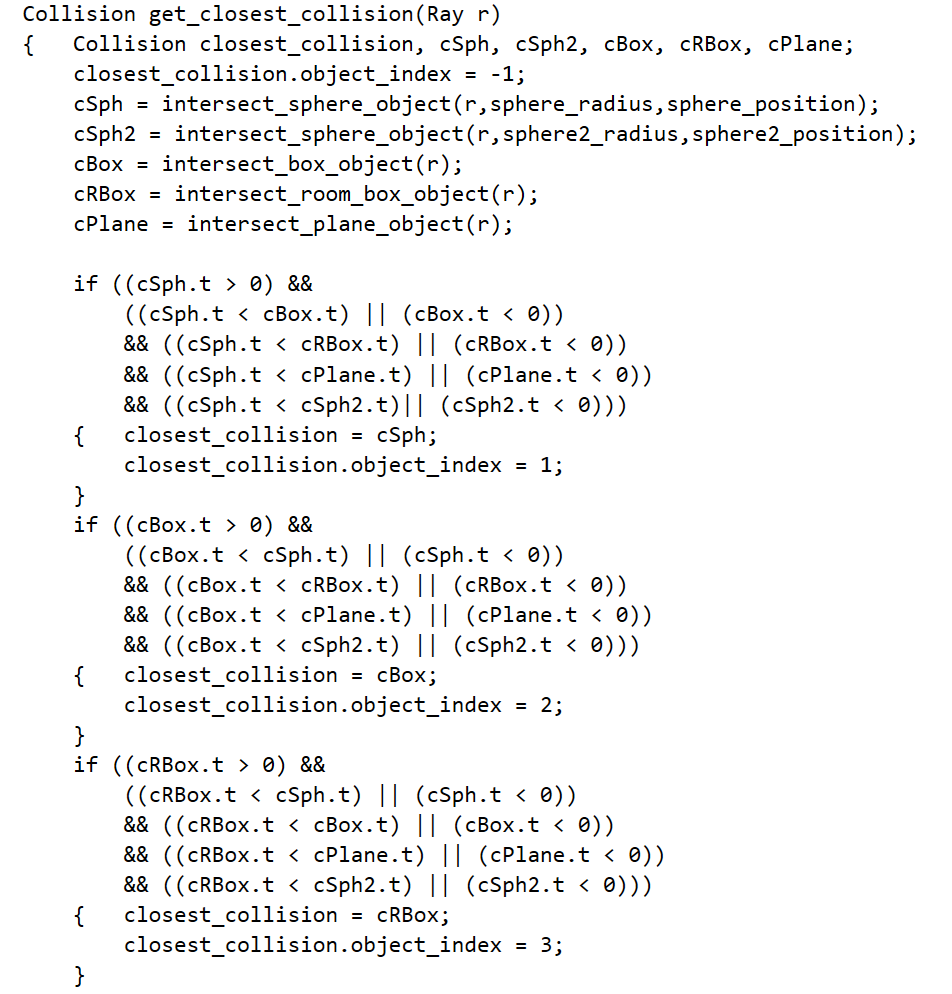 Collision get_closest_collision(Ray r)
{   Collision closest_collision, cSph, cSph2, cBox, cRBox, cPlane;
    closest_collision.object_index = -1;
    cSph = intersect_sphere_object(r,sphere_radius,sphere_position);
    cSph2 = intersect_sphere_object(r,sphere2_radius,sphere2_position);
    cBox = intersect_box_object(r);
    cRBox = intersect_room_box_object(r);
    cPlane = intersect_plane_object(r);

    if ((cSph.t > 0) &&
        ((cSph.t < cBox.t) || (cBox.t < 0))
        && ((cSph.t < cRBox.t) || (cRBox.t < 0))
        && ((cSph.t < cPlane.t) || (cPlane.t < 0))
        && ((cSph.t < cSph2.t)|| (cSph2.t < 0)))
    {   closest_collision = cSph;
        closest_collision.object_index = 1;
    }
    if ((cBox.t > 0) &&
        ((cBox.t < cSph.t) || (cSph.t < 0))
        && ((cBox.t < cRBox.t) || (cRBox.t < 0))
        && ((cBox.t < cPlane.t) || (cPlane.t < 0))
        && ((cBox.t < cSph2.t) || (cSph2.t < 0)))
    {   closest_collision = cBox;
        closest_collision.object_index = 2;
    }
    if ((cRBox.t > 0) &&
        ((cRBox.t < cSph.t) || (cSph.t < 0))
        && ((cRBox.t < cBox.t) || (cBox.t < 0))
        && ((cRBox.t < cPlane.t) || (cPlane.t < 0))
        && ((cRBox.t < cSph2.t) || (cSph2.t < 0)))
    {   closest_collision = cRBox;
        closest_collision.object_index = 3;
    }